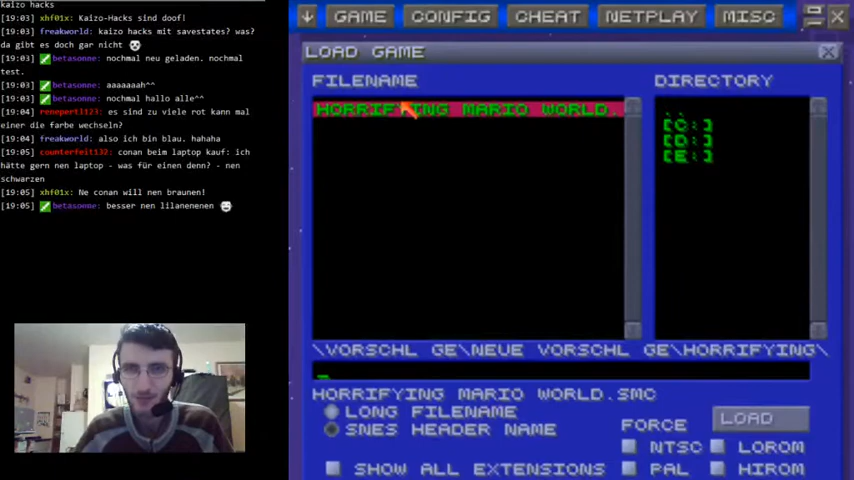 kaizo hacks
[19:03] xhf01x: Kaizo-Hacks sind doof!
[19:03] freakworld: kaizo hacks mit savestates? was?
da gibt es doch gar nicht
[19:03] betasonne: nochmal neu geladen. nochmal
test.
[19:03] betasonne: aaaaaaah^^
[19:03] betasonne: nochmal hallo alle^^
[19:04] renepert1123: es sind zu viele rot kann mal
einer die farbe wechseln?
[19:04] freakworld: also ich bin blau. hahaha
[19:05] counterfeit132: conan beim laptop kauf: ich
hätte gern nen laptop - was für einen denn? - nen
schwarzen
[19:05] xhf01x: Ne conan will nen braunen!
[19:05] betasonne: besser nen lilanenenen
GAME CONFIG CHEAT NETPLAY MISC
LOAD GAME
FILENAME DIRECTORY
HORRIFYING MARIO WORLD. ..
[C:]
[D:]
[E:]
\VORSCHL GE\NEUE VORSCHL GE\HORRIFYING\
HORRIFYING MARIO WORLD.SMC
LONG FILENAME
SNES HEADER NAME
FORCE LOAD
NTSC LOROM
SHOW ALL EXTENSIONS PAL HIROM